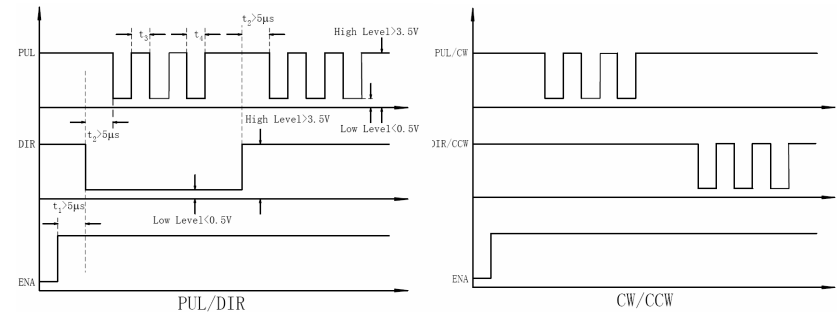 t₂>5μs
High Level>3.5V
PUL
t₃
t₄
Low Level<0.5V
t₂>5μs
High Level>3.5V
DIR
t₁>5μs
Low Level<0.5V
ENA
PUL/DIR
PUL/CW
DIR/CCW
ENA
CW/CCW